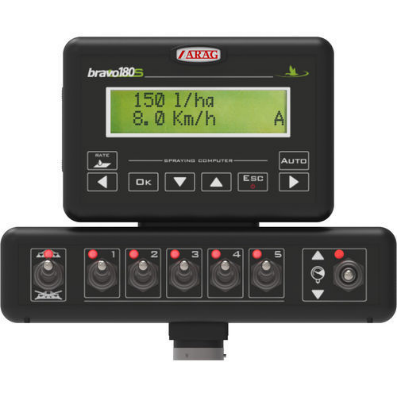 ARAG
bravo180S
150 l/ha
8.0 Km/h A
RATE
SPRAYING COMPUTER
AUTO
OK
ESC
1 2 3 4 5